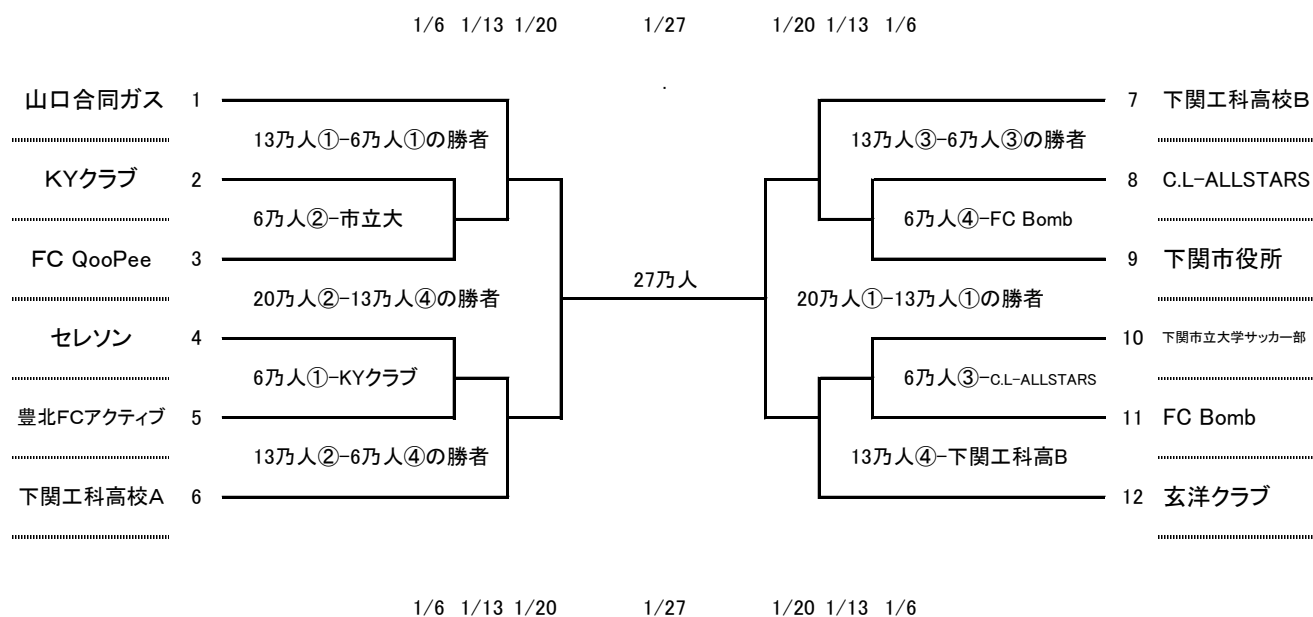 1/6 1/13 1/20 1/27 1/20 1/13 1/6
山口合同ガス 1
7 下関工科高校B
13乃人①-6乃人①の勝者
13乃人③-6乃人③の勝者
KYクラブ 2
8 C.L-ALLSTARS
6乃人②-市立大
6乃人④-FC Bomb
FC QooPee 3
9 下関市役所
27乃人
20乃人②-13乃人④の勝者
20乃人①-13乃人①の勝者
セレソン 4
10 下関市立大学サッカー部
6乃人①-KYクラブ
6乃人③-C.L-ALLSTARS
豊北FCアクティブ 5
11 FC Bomb
13乃人②-6乃人④の勝者
13乃人④-下関工科高B
下関工科高校A 6
12 玄洋クラブ
1/6 1/13 1/20 1/27 1/20 1/13 1/6